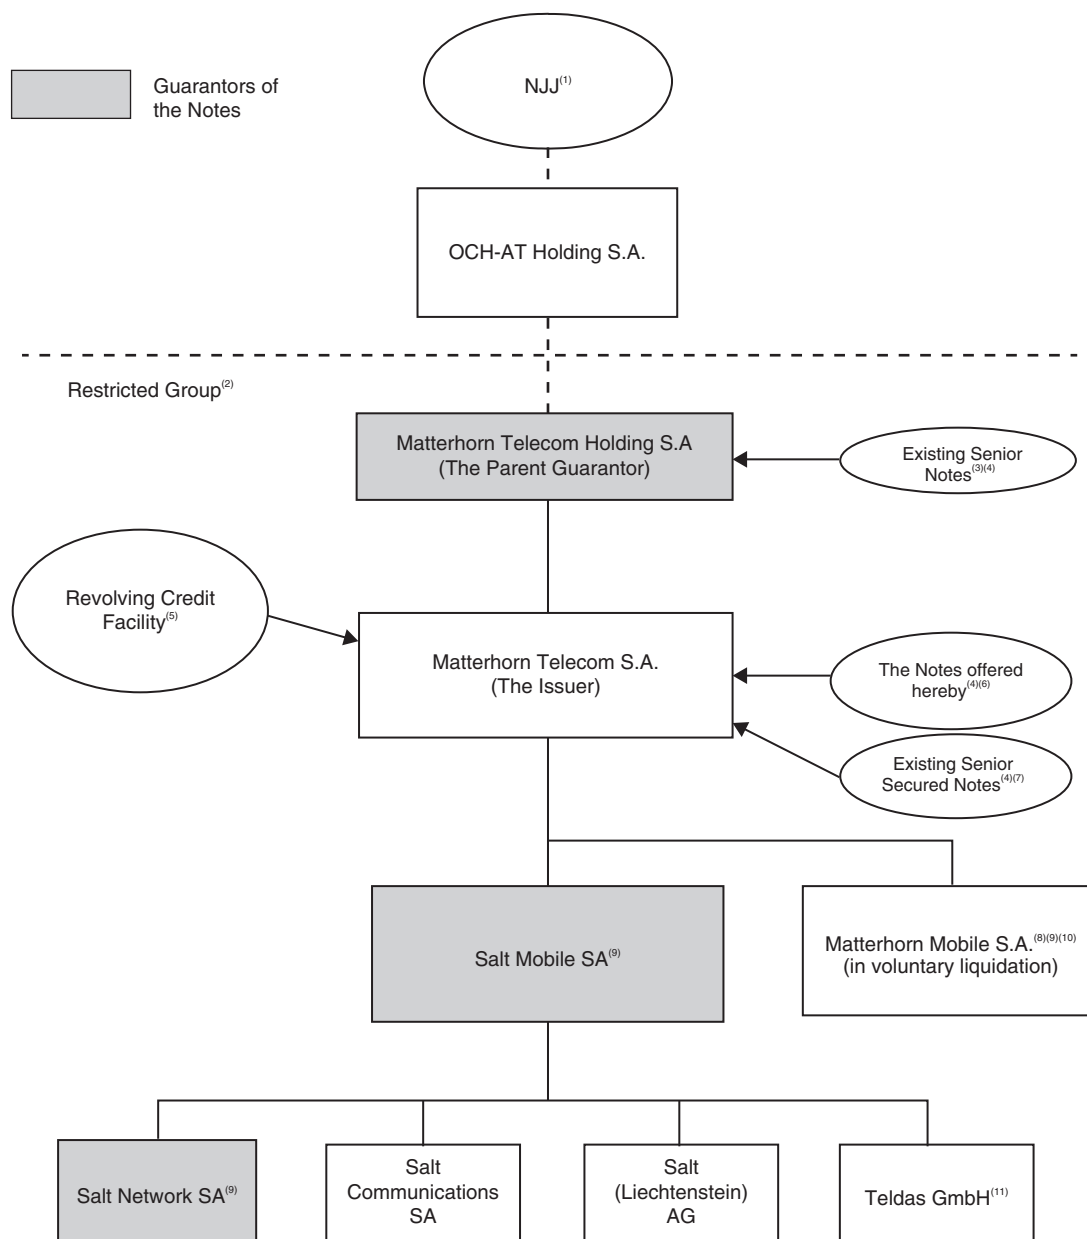 Guarantors of
the Notes
NJJ(1)
OCH-AT Holding S.A.
Restricted Group(2)
Matterhorn Telecom Holding S.A
(The Parent Guarantor)
Existing Senior
Notes(3)(4)
Revolving Credit
Facility(5)
Matterhorn Telecom S.A.
(The Issuer)
The Notes offered
hereby(4)(6)
Existing Senior
Secured Notes(4)(7)
Salt Mobile SA(9)
Matterhorn Mobile S.A.(8)(9)(10)
(in voluntary liquidation)
Salt Network SA(9)
Salt
Communications
SA
Salt
(Liechtenstein)
AG
Teldas GmbH(11)